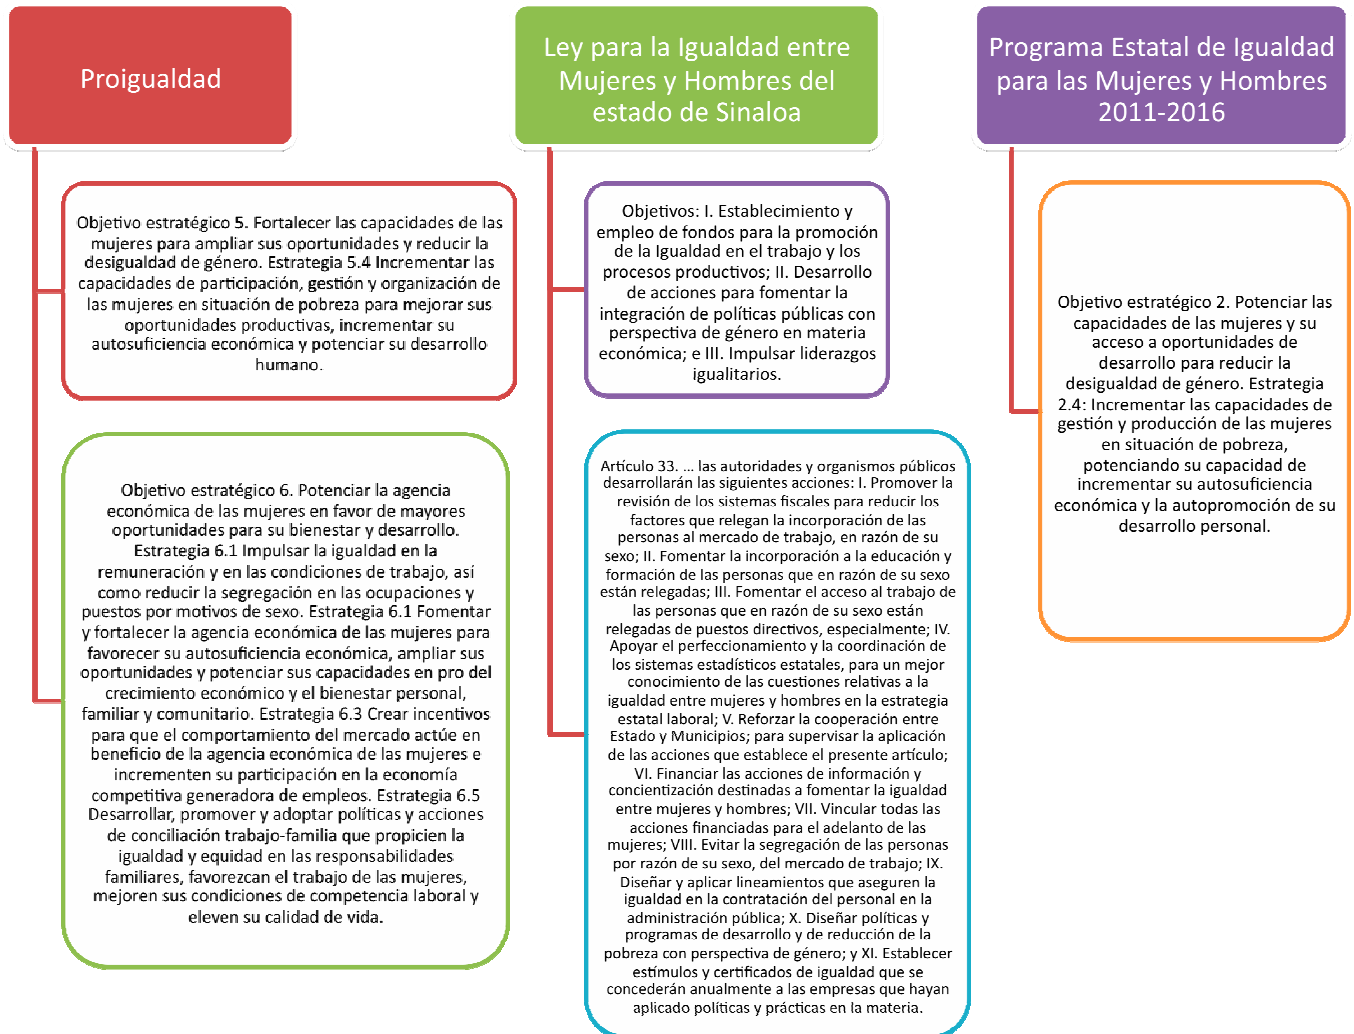 Proigualdad
Objetivo estratégico 5. Fortalecer las capacidades de las
mujeres para ampliar sus oportunidades y reducir la
desigualdad de género. Estrategia 5.4 Incrementar las
capacidades de participación, gestión y organización de
las mujeres en situación de pobreza para mejorar sus
oportunidades productivas, incrementar su
autosuficiencia económica y potenciar su desarrollo
humano.
Objetivo estratégico 6. Potenciar la agencia
económica de las mujeres en favor de mayores
oportunidades para su bienestar y desarrollo.
Estrategia 6.1 Impulsar la igualdad en la
remuneración y en las condiciones de trabajo, así
como reducir la segregación en las ocupaciones y
puestos por motivos de sexo. Estrategia 6.1 Fomentar
y fortalecer la agencia económica de las mujeres para
favorecer su autosuficiencia económica, ampliar sus
oportunidades y potenciar sus capacidades en pro del
crecimiento económico y el bienestar personal,
familiar y comunitario. Estrategia 6.3 Crear incentivos
para que el comportamiento del mercado actúe en
beneficio de la agencia económica de las mujeres e
incrementen su participación en la economía
competitiva generadora de empleos. Estrategia 6.5
Desarrollar, promover y adoptar políticas y acciones
de conciliación trabajo-familia que propicien la
igualdad y equidad en las responsabilidades
familiares, favorezcan el trabajo de las mujeres,
mejoren sus condiciones de competencia laboral y
eleven su calidad de vida.
Ley para la Igualdad entre
Mujeres y Hombres del
estado de Sinaloa
Objetivos: I. Establecimiento y
empleo de fondos para la promoción
de la Igualdad en el trabajo y los
procesos productivos; II. Desarrollo
de acciones para fomentar la
integración de políticas públicas con
perspectiva de género en materia
económica; e III. Impulsar liderazgos
igualitarios.
Artículo 33. ... las autoridades y organismos públicos
desarrollarán las siguientes acciones: I. Promover la
revisión de los sistemas fiscales para reducir los
factores que relegan la incorporación de las
personas al mercado de trabajo, en razón de su
sexo; II. Fomentar la incorporación a la educación y
formación de las personas que en razón de su sexo
están relegadas; III. Fomentar el acceso al trabajo de
las personas que en razón de su sexo están
relegadas de puestos directivos, especialmente; IV.
Apoyar el perfeccionamiento y la coordinación de
los sistemas estadísticos estatales, para un mejor
conocimiento de las cuestiones relativas a la
igualdad entre mujeres y hombres en la estrategia
estatal laboral; V. Reforzar la cooperación entre
Estado y Municipios; para supervisar la aplicación
de las acciones que establece el presente artículo;
VI. Financiar las acciones de información y
concientización destinadas a fomentar la igualdad
entre mujeres y hombres; VII. Vincular todas las
acciones financiadas para el adelanto de las
mujeres; VIII. Evitar la segregación de las personas
por razón de su sexo, del mercado de trabajo; IX.
Diseñar y aplicar lineamientos que aseguren la
igualdad en la contratación del personal en la
administración pública; X. Diseñar políticas y
programas de desarrollo y de reducción de la
pobreza con perspectiva de género; y XI. Establecer
estímulos y certificados de igualdad que se
concederán anualmente a las empresas que hayan
aplicado políticas y prácticas en la materia.
Programa Estatal de Igualdad
para las Mujeres y Hombres
2011-2016
Objetivo estratégico 2. Potenciar las
capacidades de las mujeres y su
acceso a oportunidades de
desarrollo para reducir la
desigualdad de género. Estrategia
2.4: Incrementar las capacidades de
gestión y producción de las mujeres
en situación de pobreza,
potenciando su capacidad de
incrementar su autosuficiencia
económica y la autopromoción de su
desarrollo personal.